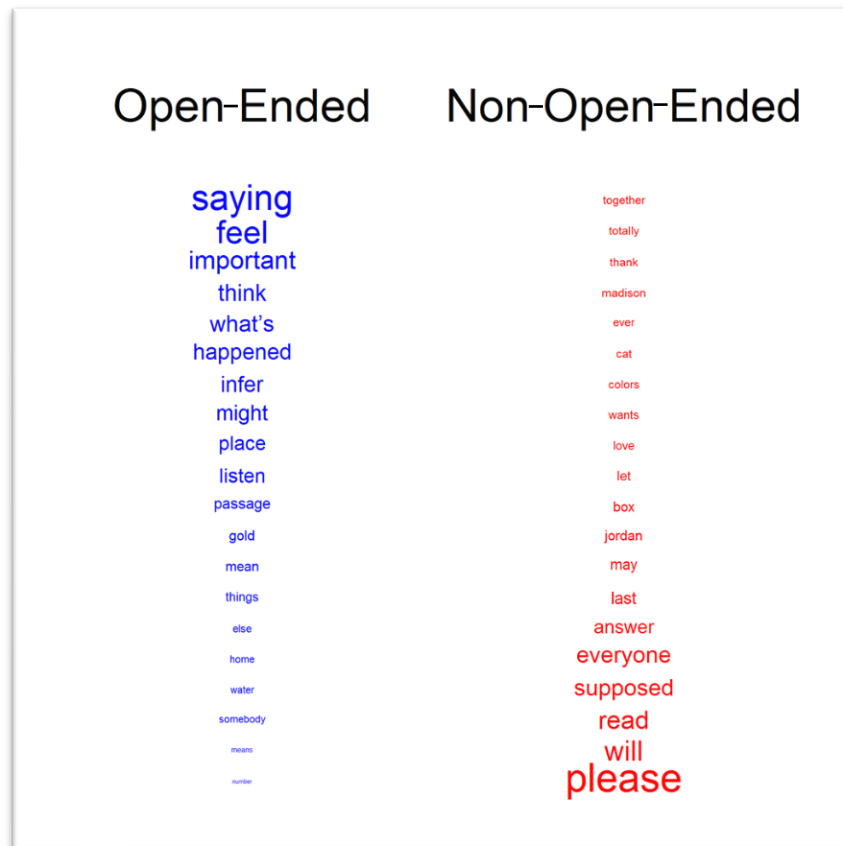 Open-Ended
saying
feel
important
think
what's
happened
infer
might
place
listen
passage
gold
mean
things
else
home
water
somebody
means
number
Non-Open-Ended
together
totally
thank
madison
ever
cat
colors
wants
love
let
box
jordan
may
last
answer
everyone
supposed
read
will
please